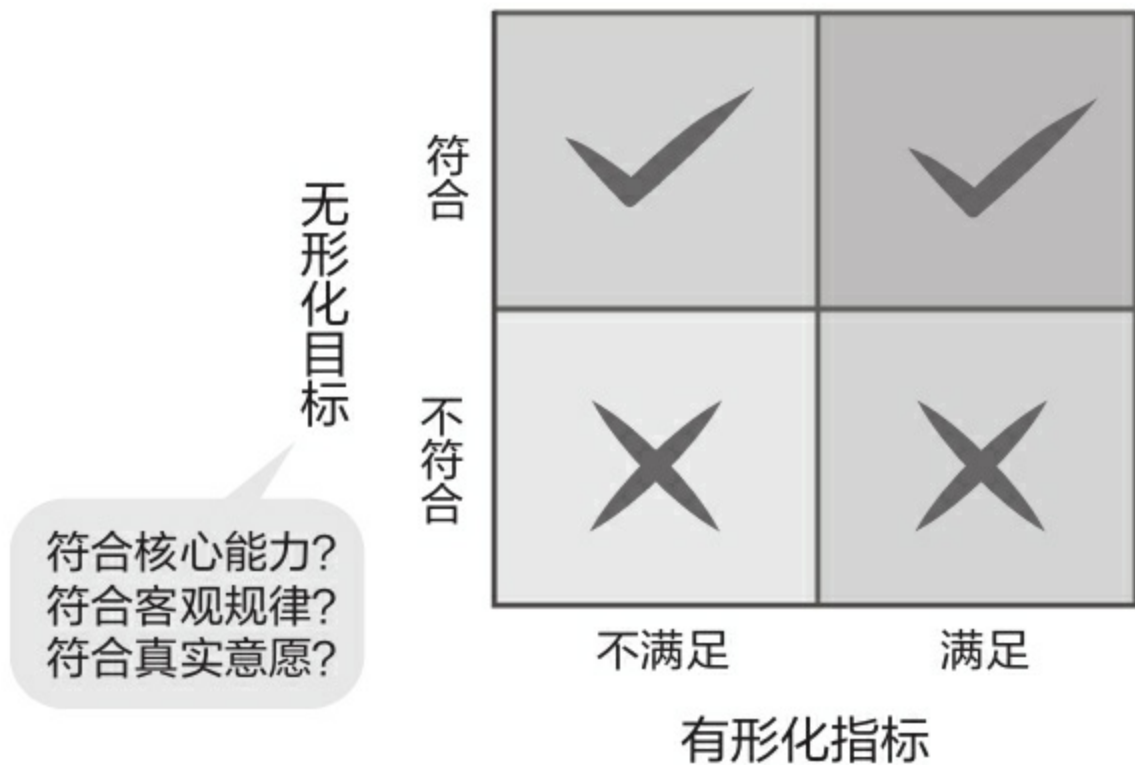 无形化目标
符合
不符合
符合核心能力?
符合客观规律?
符合真实意愿?
不满足
满足
有形化指标